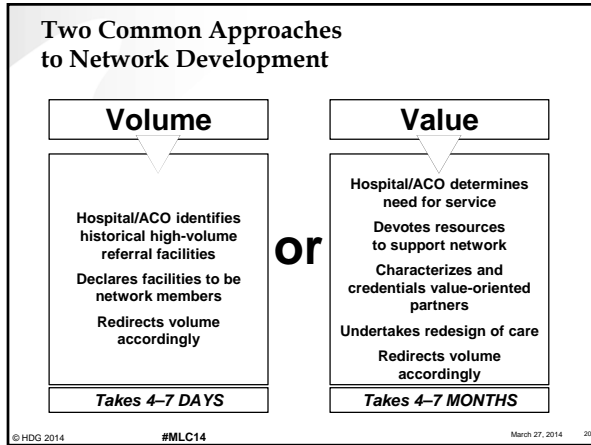 Two Common Approaches
to Network Development
Volume
Hospital/ACO identifies
historical high-volume
referral facilities
Declares facilities to be
network members
Redirects volume
accordingly
Takes 4–7 DAYS
or
Value
Hospital/ACO determines
need for service
Devotes resources
to support network
Characterizes and
credentials value-oriented
partners
Undertakes redesign of care
Redirects volume
accordingly
Takes 4–7 MONTHS
© HDG 2014
#MLC14
March 27, 2014
20